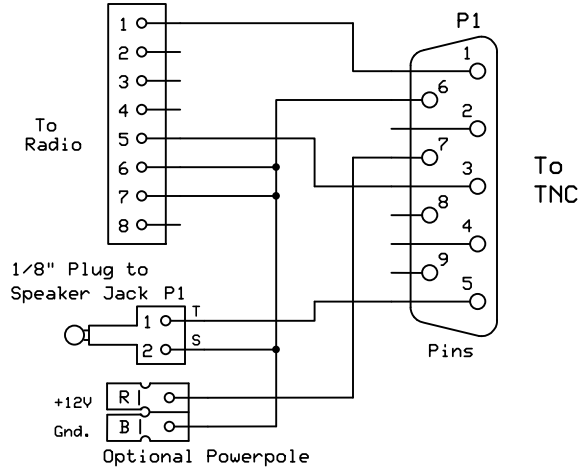 P1
1
2
3
4
5
6
7
8
To
Radio
1
6
2
7
3
8
4
9
5
To
TNC
Pins
1/8" Plug to
Speaker Jack P1
1
T
2
S
+12V
R
Gnd.
B
Optional Powerpole